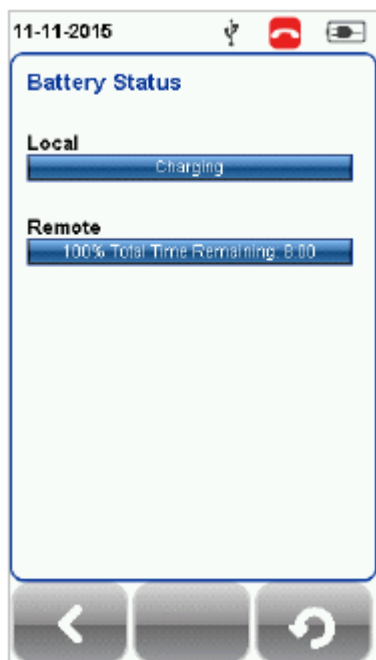 11-11-2015
Battery Status
Local
Charging
Remote
100% Total Time Remaining: 8:00